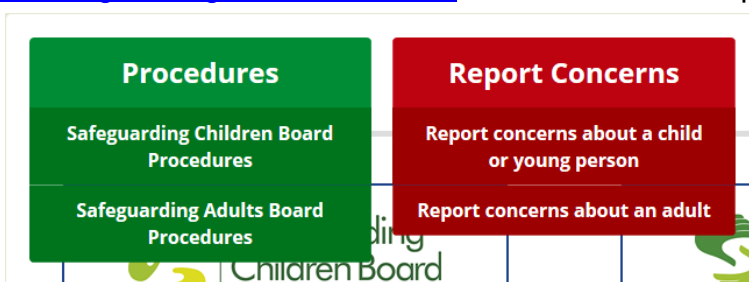 Procedures
Safeguarding Children Board
Procedures
Safeguarding Adults Board
Procedures
Report Concerns
Report concerns about a child
or young person
Report concerns about an adult
Children Board